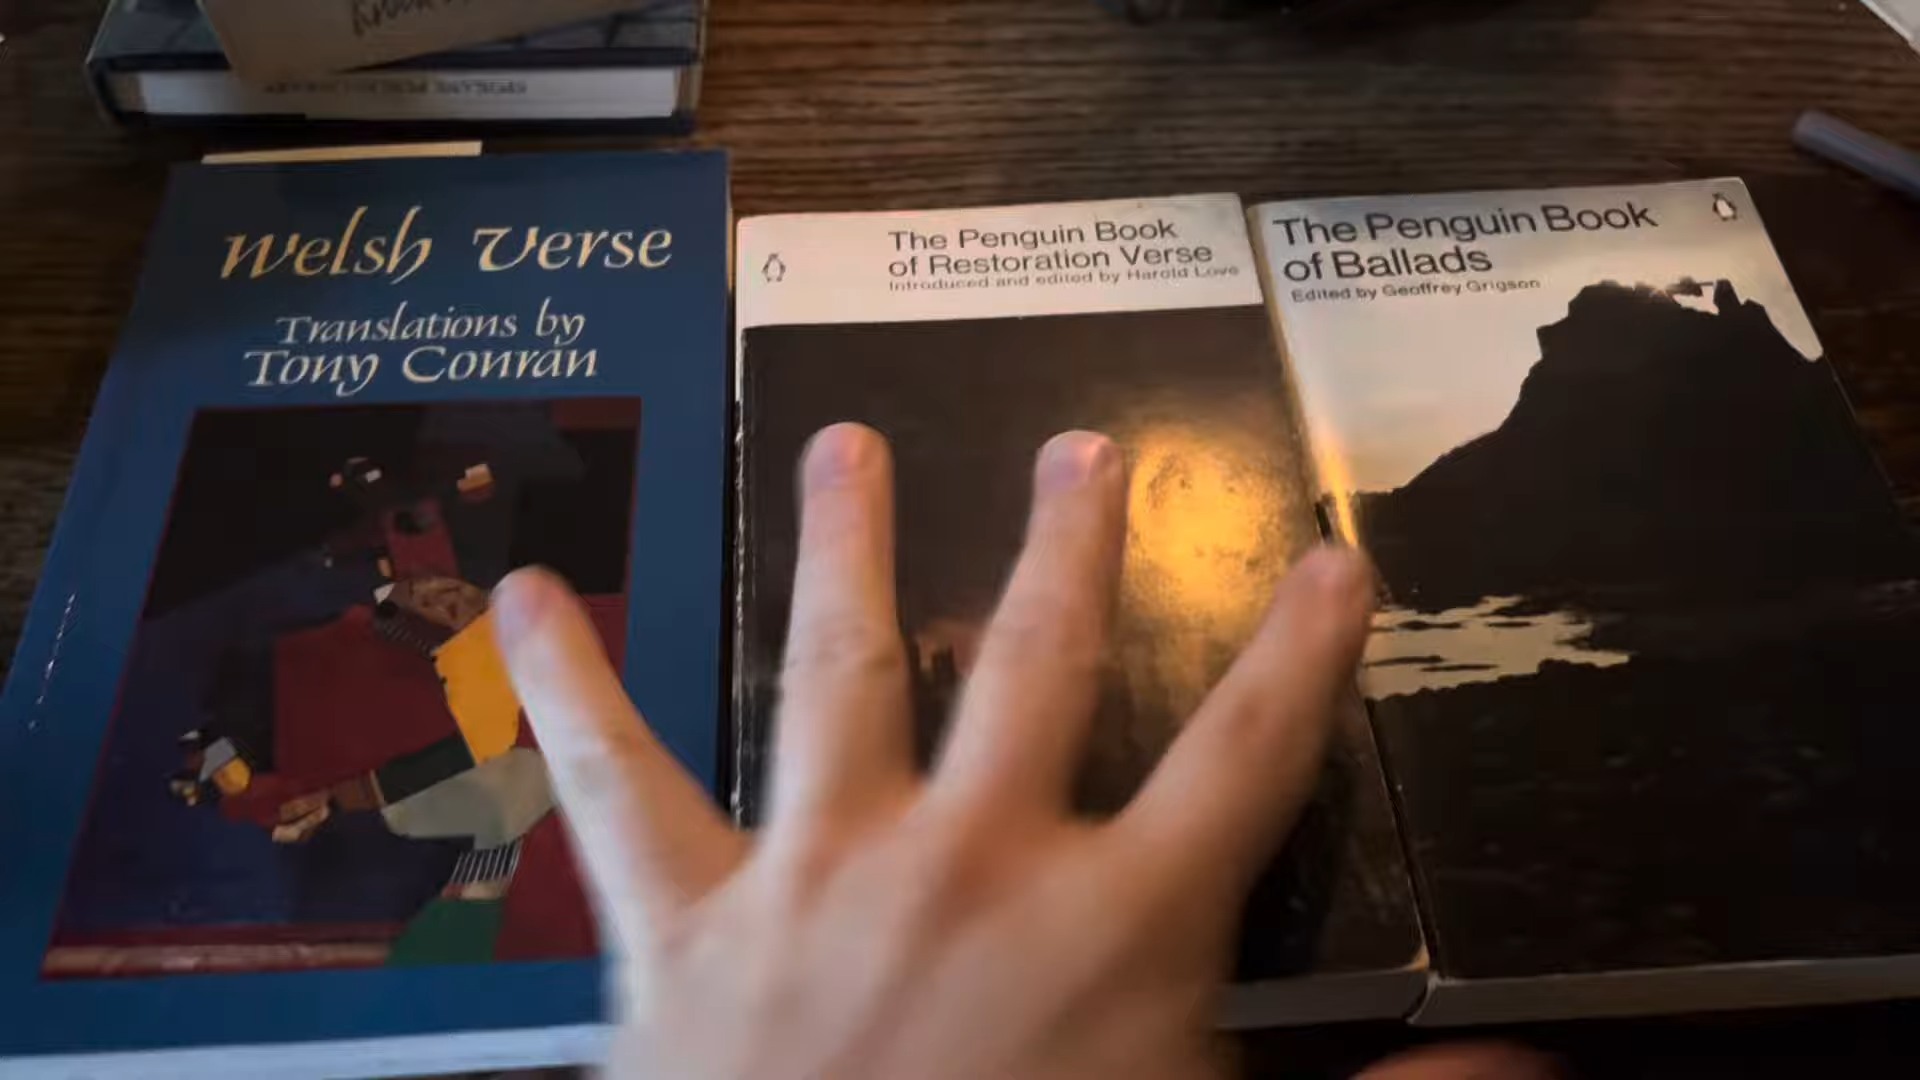 Welsh Verse
Translations by
Tony Conran
The Penguin Book
of Restoration Verse
Introduced and edited by Harold Love
The Penguin Book
of Ballads
Edited by Geoffrey Grigson